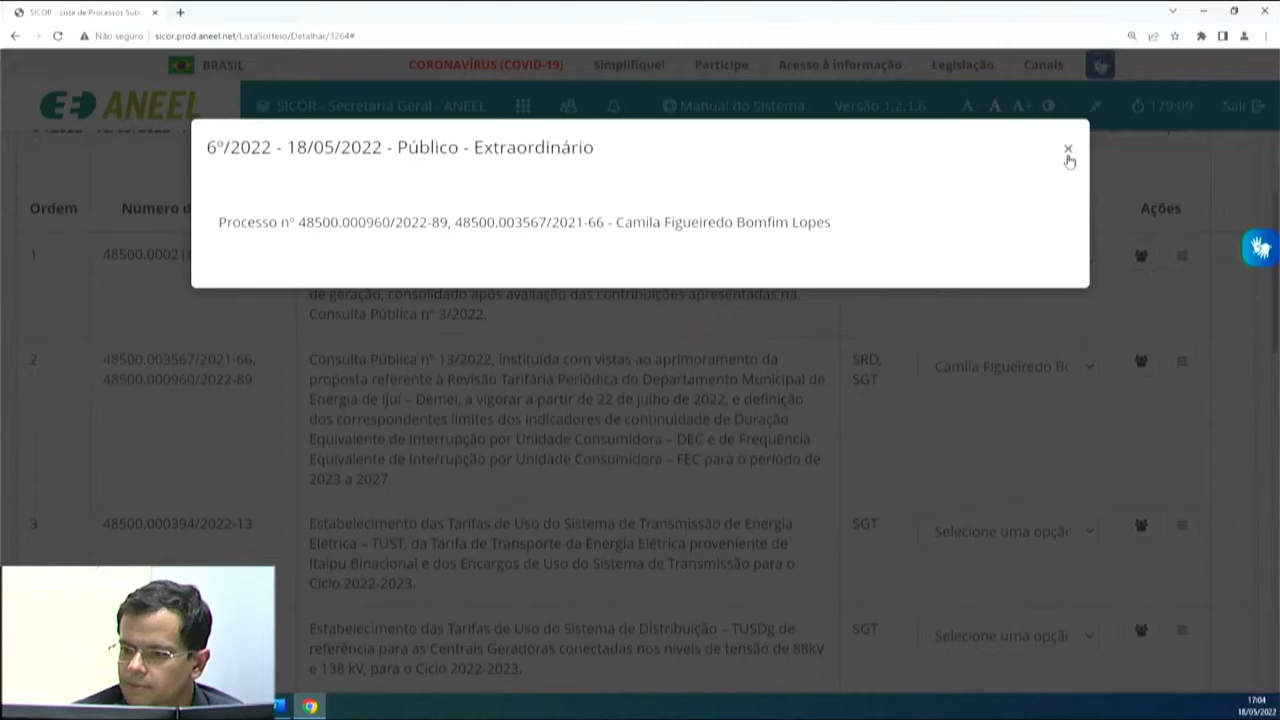 SICOR - Lista de Processos
Não seguro
sicor.prod.aneel.net/ListaSorteio/Detalhar/3264#
BRASIL
CORONAVÍRUS (COVID-19)
Simplifique!
Participe
Acesso à informação
Legislação
Canais
ANEEL
SICOR - Secretaria Geral - ANEEL
Manual do Sistema
Versão 1.2.1.6
A
A
A+
179:09
Sair
6º/2022 - 18/05/2022 - Público - Extraordinário
×
Processo nº 48500.000960/2022-89, 48500.003567/2021-66 - Camila Figueiredo Bomfim Lopes
Ordem
Número d
Ações
1
48500.00021
de geração, consolidado após avaliação das contribuições apresentadas na
Consulta Pública nº 3/2022.
2
48500.003567/2021-66,
48500.000960/2022-89
Consulta Pública nº 13/2022, instituída com vistas ao aprimoramento da
proposta referente à Revisão Tarifária Periódica do Departamento Municipal de
Energia de Ijuí – Demei, a vigorar a partir de 22 de julho de 2022, e definição
dos correspondentes limites dos indicadores de continuidade de Duração
Equivalente de Interrupção por Unidade Consumidora – DEC e de Frequência
Equivalente de Interrupção por Unidade Consumidora – FEC para o período de
2023 a 2027.
SRD,
SGT
Camila Figueiredo Bo
3
48500.000394/2022-13
Estabelecimento das Tarifas de Uso do Sistema de Transmissão de Energia
Elétrica – TUST, da Tarifa de Transporte da Energia Elétrica proveniente de
Itaipu Binacional e dos Encargos de Uso do Sistema de Transmissão para o
Ciclo 2022-2023.
SGT
Selecione uma opçã
Estabelecimento das Tarifas de Uso do Sistema de Distribuição – TUSDg de
referência para as Centrais Geradoras conectadas nos níveis de tensão de 88kV
e 138 kV, para o Ciclo 2022-2023.
SGT
Selecione uma opçã
17:04
18/05/2022